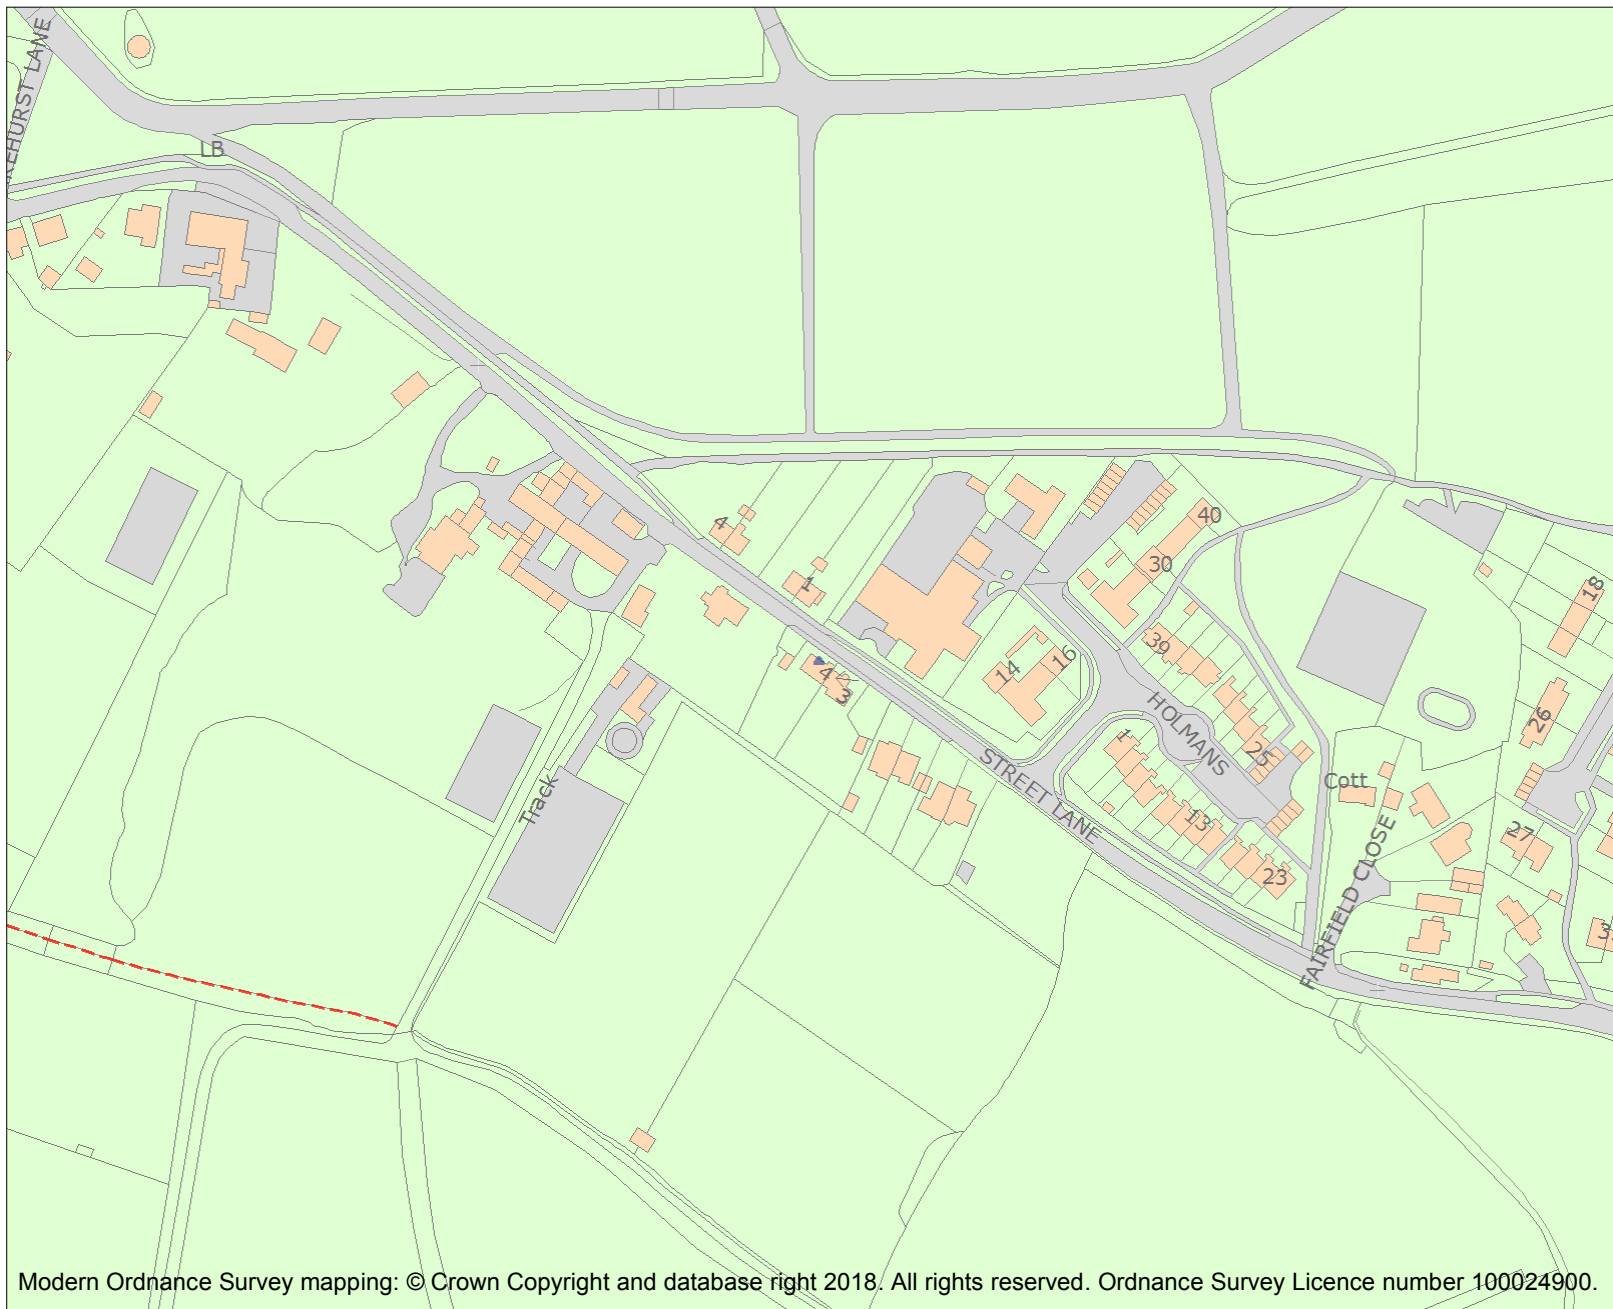 REHURST LANE
LB
4
1
40
30
39
18
14
16
4
3
HOLMANS
26
1
25
STREET LANE
Cott
Track
13
27
23
FAIRFIELD CLOSE
3
Modern Ordnance Survey mapping: © Crown Copyright and database right 2018. All rights reserved. Ordnance Survey Licence number 100024900.